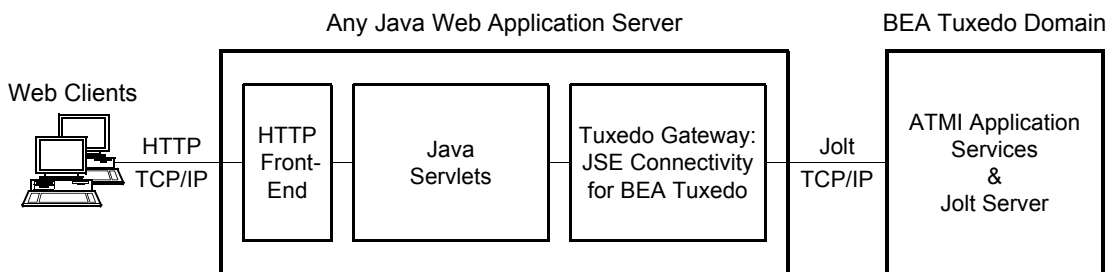 Any Java Web Application Server
BEA Tuxedo Domain
Web Clients
HTTP
TCP/IP
HTTP
Front-
End
Java
Servlets
Tuxedo Gateway:
JSE Connectivity
for BEA Tuxedo
Jolt
TCP/IP
ATMI Application
Services
&
Jolt Server